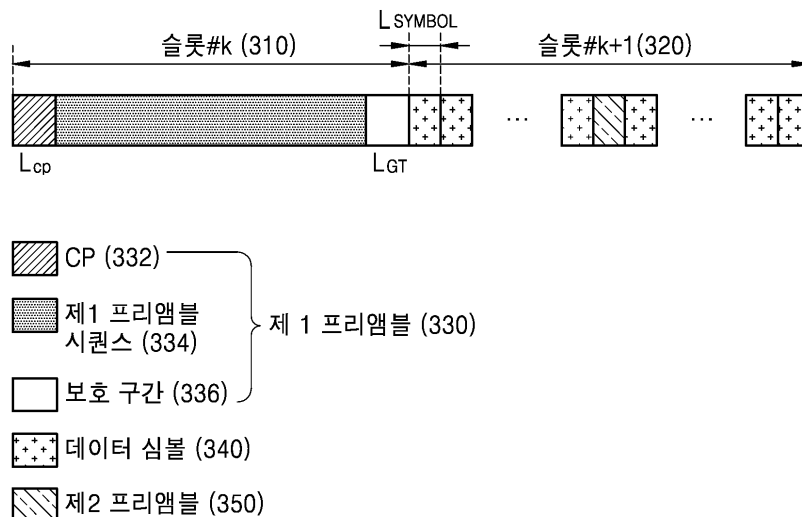 L SYMBOL
슬롯#k (310)
슬롯#k+1(320)
...
...
Lcp
LGT
CP (332)
제1 프리앰블
시퀀스 (334)
제 1 프리앰블 (330)
보호 구간 (336)
데이터 심볼 (340)
제2 프리앰블 (350)